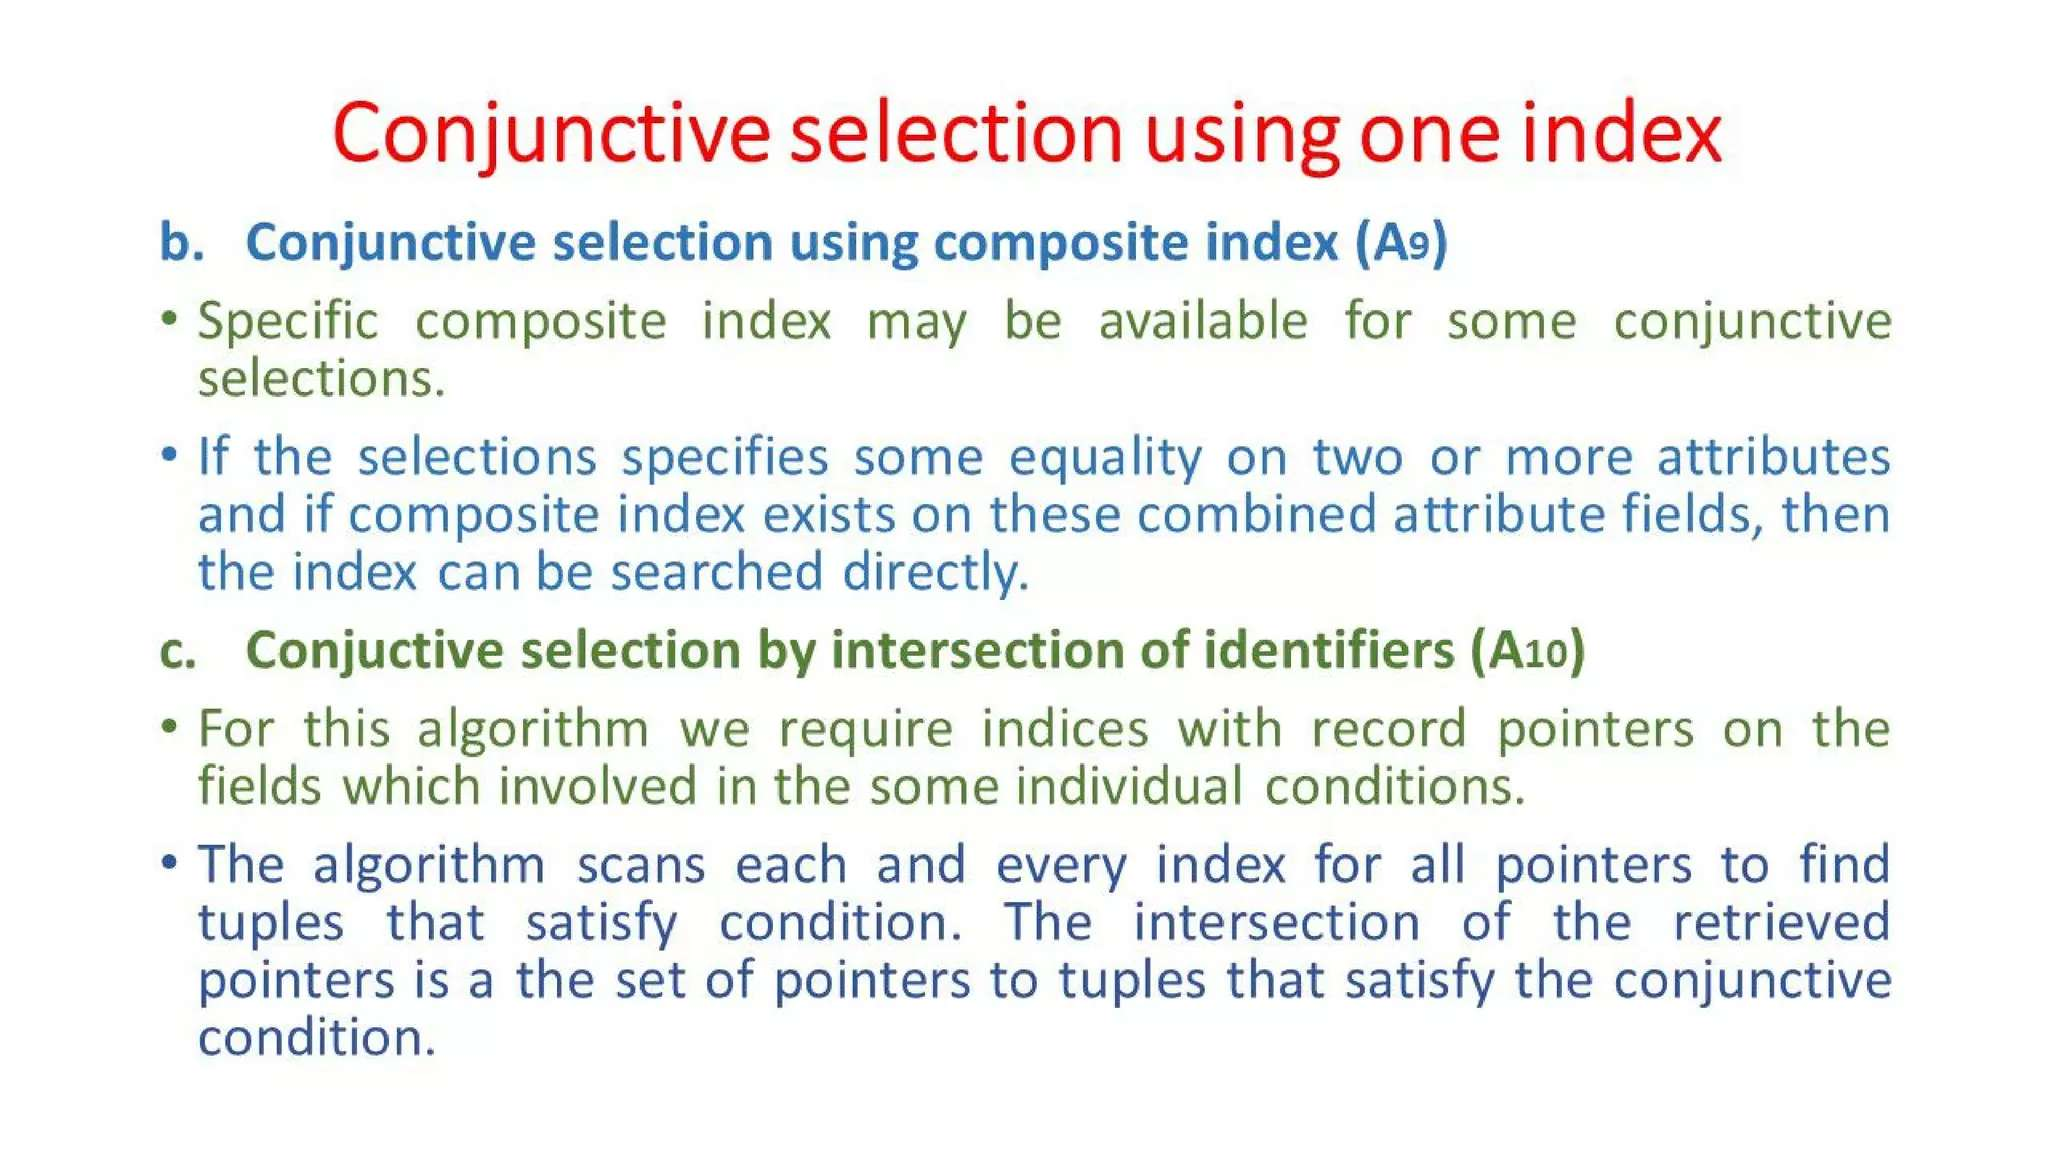 Conjunctive selection using one index
b. Conjunctive selection using composite index (A9)
• Specific composite index may be available for some conjunctive
selections.
• If the selections specifies some equality on two or more attributes
and if composite index exists on these combined attribute fields, then
the index can be searched directly.
c. Conjuctive selection by intersection of identifiers (A10)
• For this algorithm we require indices with record pointers on the
fields which involved in the some individual conditions.
• The algorithm scans each and every index for all pointers to find
tuples that satisfy condition. The intersection of the retrieved
pointers is a the set of pointers to tuples that satisfy the conjunctive
condition.